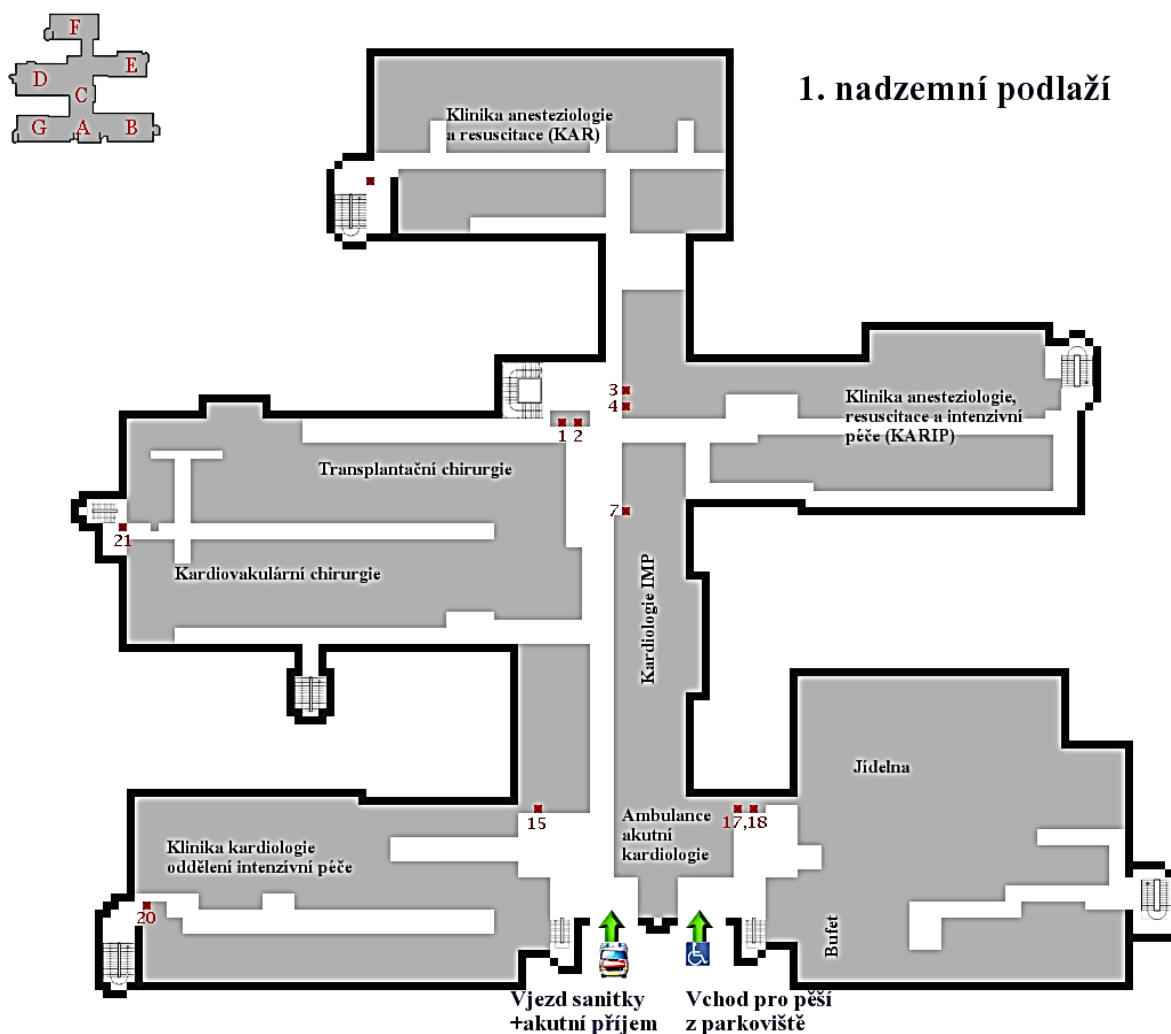 F
E
D
C
G
A
B
1. nadzemní podlaží
Klinika anesteziologie
a resuscitace (KAR)
3
4
1
2
Klinika anesteziologie,
resuscitace a intenzivní
péče (KARIP)
Transplantační chirurgie
7
21
Kardiovakulární chirurgie
Kardiologie IMP
Jídelna
15
Ambulance
akutní
kardiologie
17,18
Klinika kardiologie
oddělení intenzívní péče
20
Bufet
Vjezd sanitky
+akutní příjem
Vchod pro pěší
z parkoviště